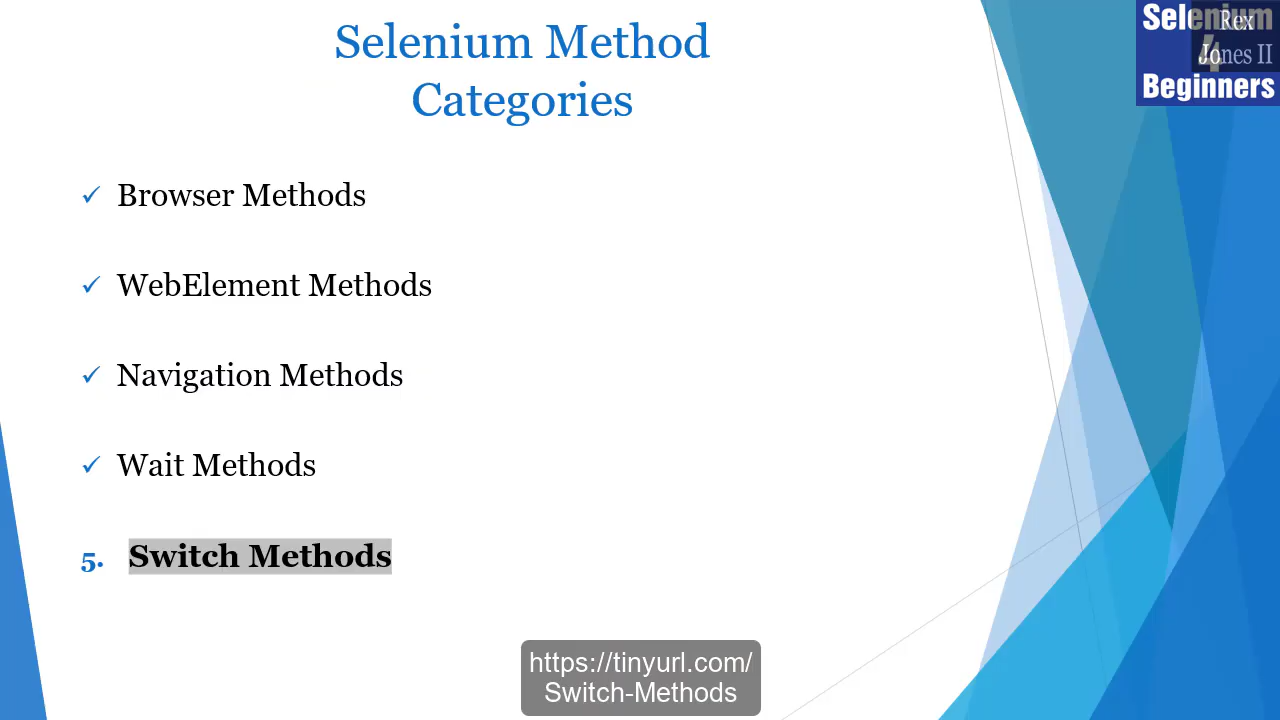 Selenium Method
Categories
Selenium
4
Beginners
Rex
Jones II
✓ Browser Methods
✓ WebElement Methods
✓ Navigation Methods
✓ Wait Methods
5. Switch Methods
https://tinyurl.com/
Switch-Methods